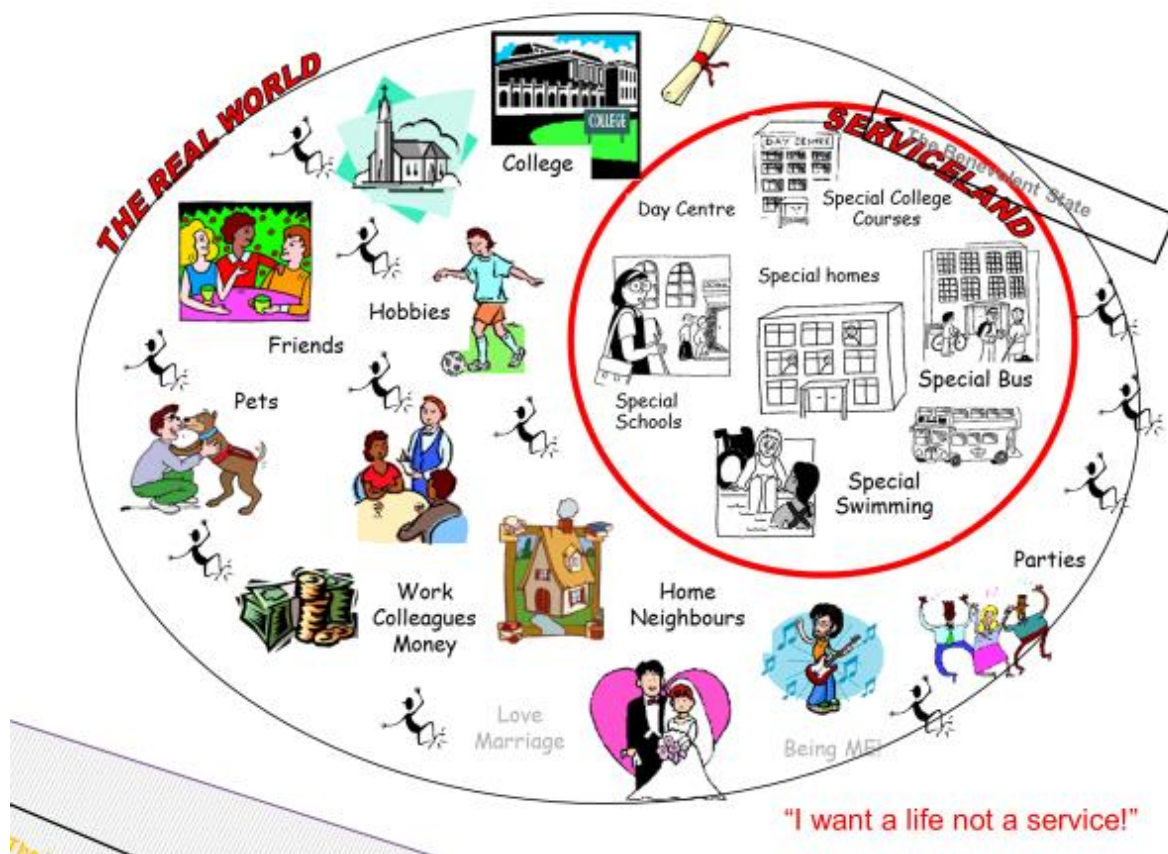 THE REAL WORLD
COLLEGE
College
SERVICELAND
The Benevolent State
DAY CENTRE
Day Centre
Special College
Courses
Special homes
Hobbies
Friends
Special Bus
Pets
Special
Schools
Special
Swimming
Parties
Work
Colleagues
Money
Home
Neighbours
Love
Marriage
Being ME!
"I want a life not a service!"